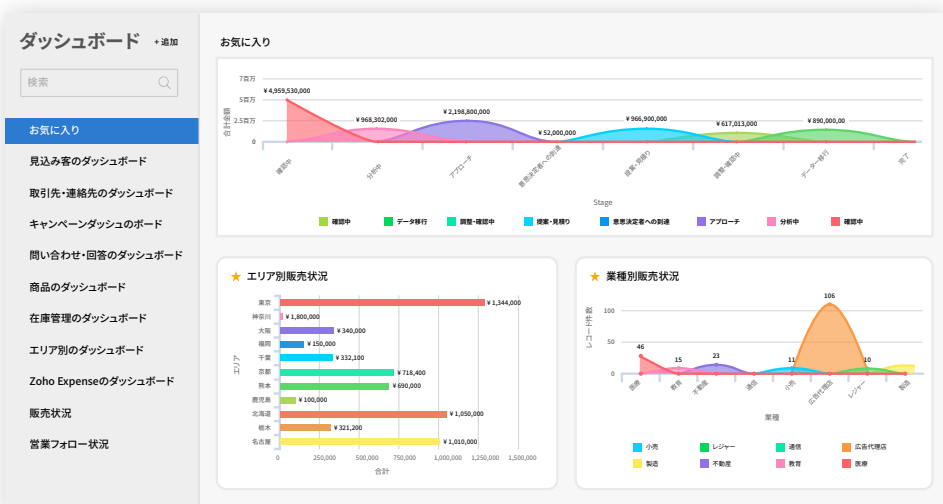 ダッシュボード
+ 追加
検索
お気に入り
見込み客のダッシュボード
取引先・連絡先のダッシュボード
キャンペーンダッシュのボード
問い合わせ・回答のダッシュボード
商品のダッシュボード
在庫管理のダッシュボード
エリア別のダッシュボード
Zoho Expenseのダッシュボード
販売状況
営業フォロー状況
お気に入り
合計金額
7百万
5百万
2.5百万
0
¥ 4,959,530,000
¥ 968,302,000
¥ 2,198,800,000
¥ 52,000,000
¥ 966,900,000
¥ 617,013,000
¥ 890,000,00
確認中
分析中
アプローチ
意思決定者への到達
提案・見積り
調整・確認中
データー移行
完了
Stage
確認中
データ移行
調整・確認中
提案・見積り
意思決定者への到達
アプローチ
分析中
確認中
エリア別販売状況
エリア
東京 ¥ 1,344,000
神奈川 ¥ 1,800,000
大阪 ¥ 340,000
福岡 ¥ 150,000
千葉 ¥ 332,100
京都 ¥ 718,400
熊本 ¥ 690,000
鹿児島 ¥ 100,000
北海道 ¥ 1,050,000
栃木 ¥ 321,200
名古屋 ¥ 1,010,000
0 250,000 500,000 750,000 1,000,000 1,250,000 1,500,000
合計
業種別販売状況
レコード件数
100
50
0
46
15
23
11
106
10
医療
教育
不動産
通信
小売
広告代理店
レジャー
製造
業種
小売
レジャー
通信
広告代理店
製造
不動産
教育
医療